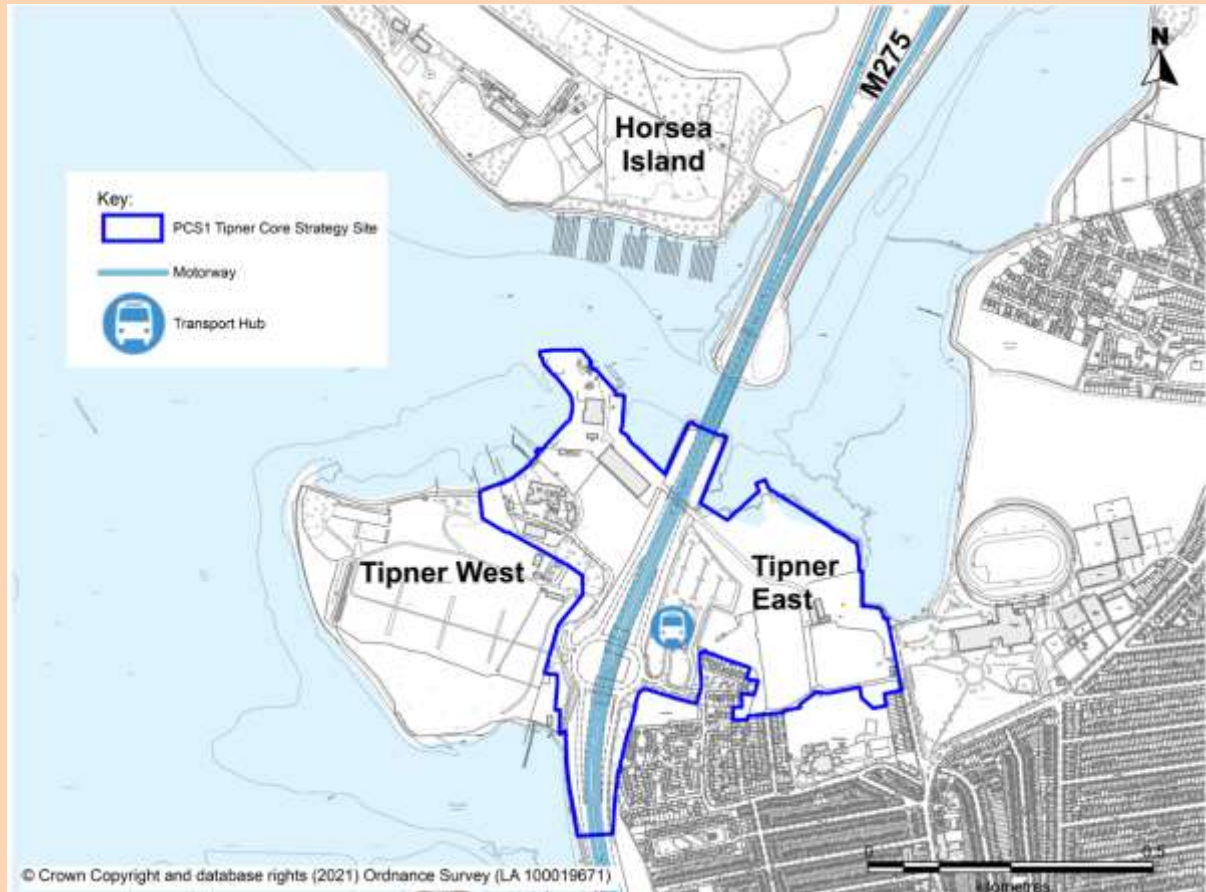 M275
N
Horsea
Island
Key:
PCS1 Tipner Core Strategy Site
Motorway
Transport Hub
Tipner West
Tipner
East
0 0.5
kilometres
© Crown Copyright and database rights (2021) Ordnance Survey (LA 100019671)